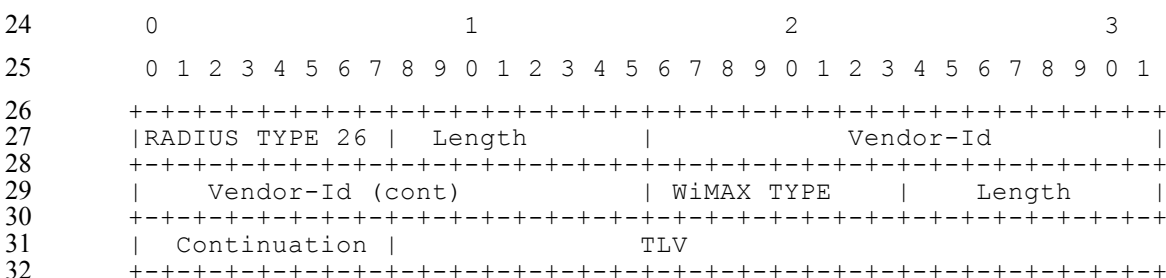 24 0 1 2 3
25 0 1 2 3 4 5 6 7 8 9 0 1 2 3 4 5 6 7 8 9 0 1 2 3 4 5 6 7 8 9 0 1
26 +-+-+-+-+-+-+-+-+-+-+-+-+-+-+-+-+-+-+-+-+-+-+-+-+-+-+-+-+-+-+-+-+
27 |RADIUS TYPE 26 | Length | Vendor-Id |
28 +-+-+-+-+-+-+-+-+-+-+-+-+-+-+-+-+-+-+-+-+-+-+-+-+-+-+-+-+-+-+-+-+
29 | Vendor-Id (cont) | WiMAX TYPE | Length |
30 +-+-+-+-+-+-+-+-+-+-+-+-+-+-+-+-+-+-+-+-+-+-+-+-+-+-+-+-+-+-+-+-+
31 | Continuation | TLV
32 +-+-+-+-+-+-+-+-+-+-+-+-+-+-+-+-+-+-+-+-+-+-+-+-+-+-+-+-+-+-+-+-+